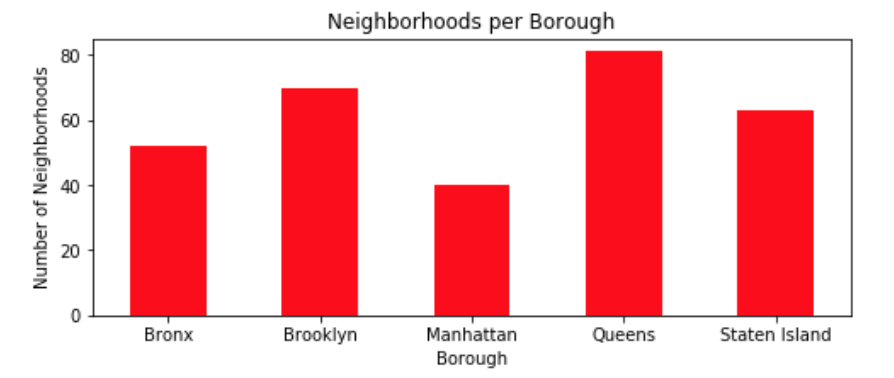 Neighborhoods per Borough
Number of Neighborhoods
80
60
40
20
0
Bronx Brooklyn Manhattan Queens Staten Island
Borough